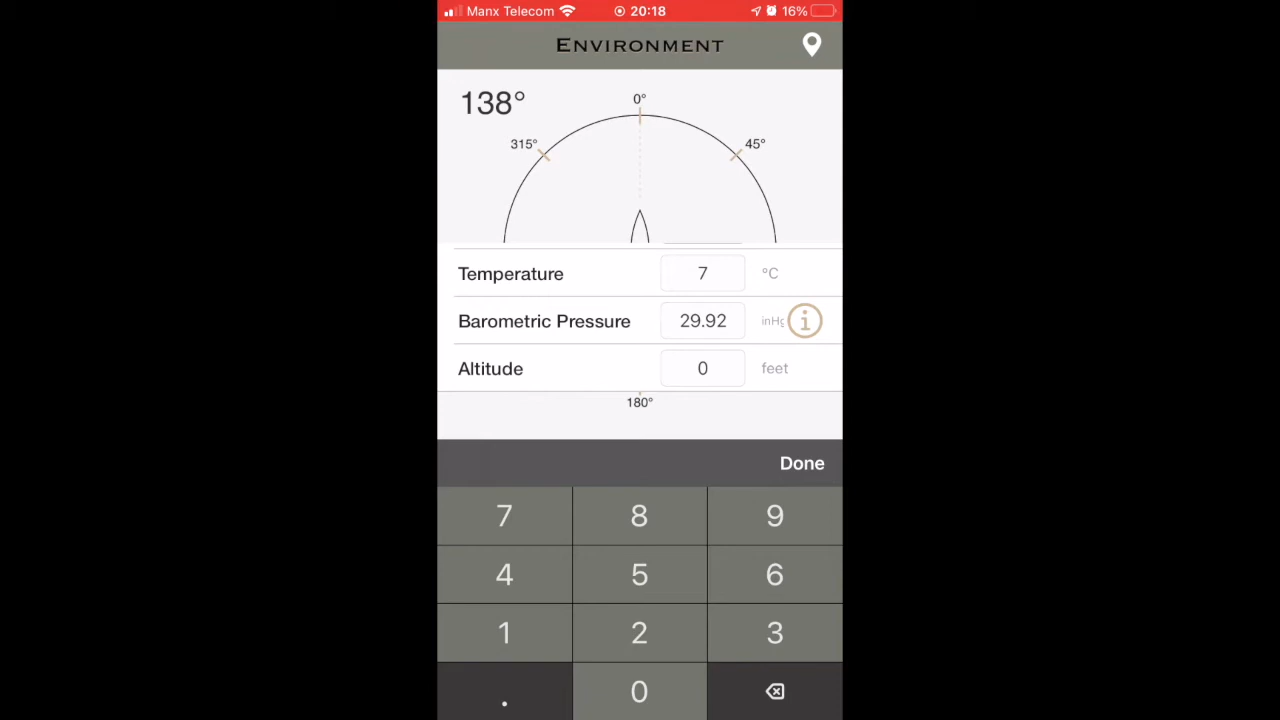 Manx Telecom 20:18 16%
ENVIRONMENT
138°
0°
315° 45°
Temperature 7 °C
Barometric Pressure 29.92 inHg i
Altitude 0 feet
180°
Done
7 8 9
4 5 6
1 2 3
. 0